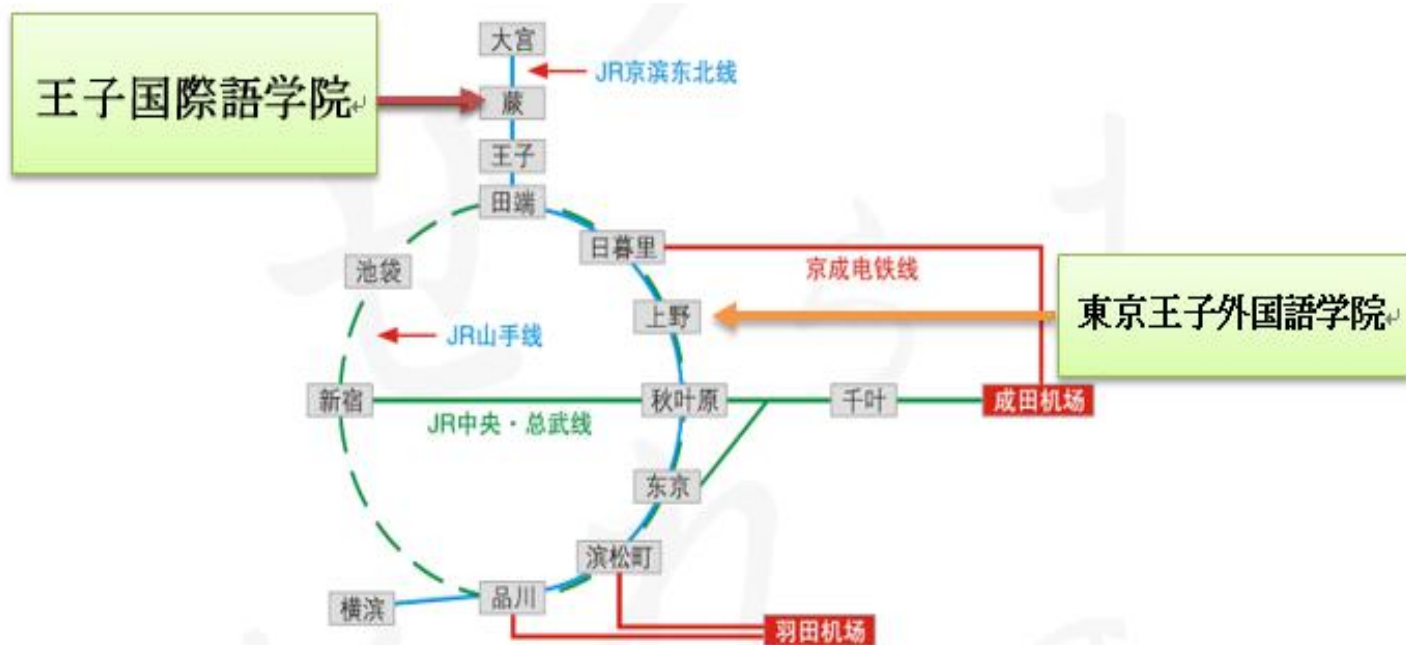 大宫
JR京滨东北线
王子国際語学院
蕨
王子
田端
日暮里
京成电铁线
池袋
上野
東京王子外国語学院
JR山手线
新宿
秋叶原
千叶
成田机场
JR中央·总武线
东京
滨松町
品川
横滨
羽田机场